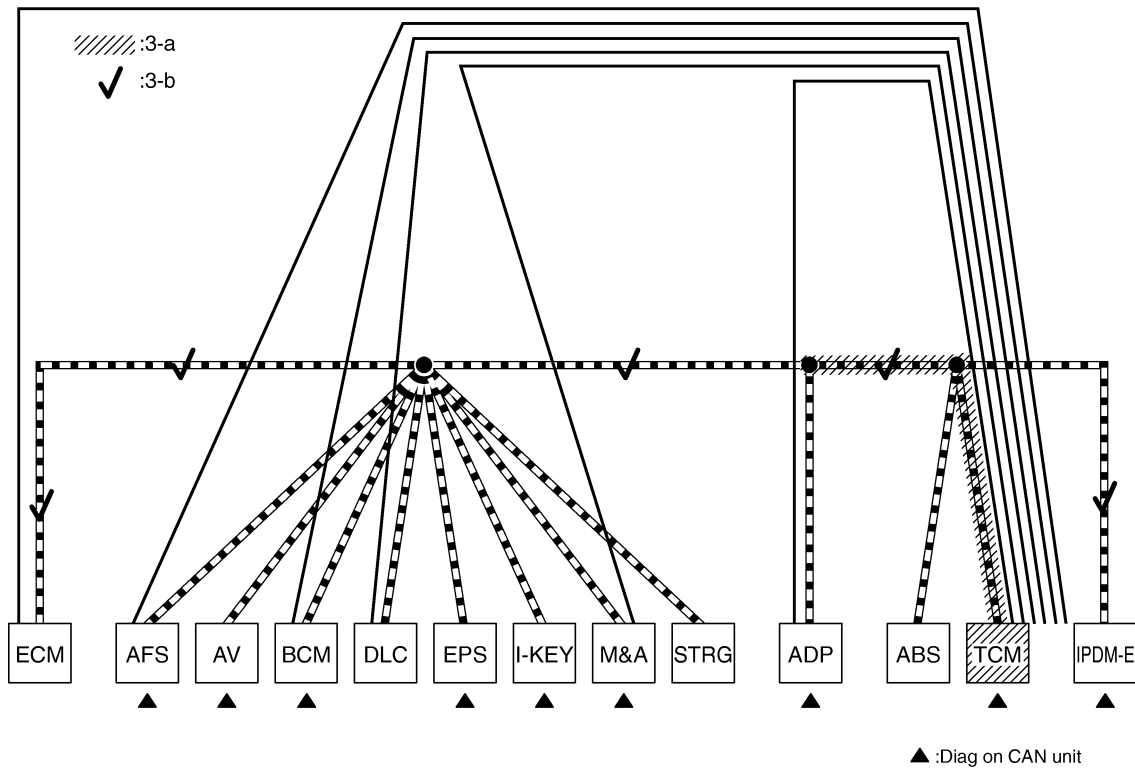 :3-a
:3-b
ECM AFS AV BCM DLC EPS I-KEY M&A STRG ADP ABS TCM IPDM-E
:Diag on CAN unit